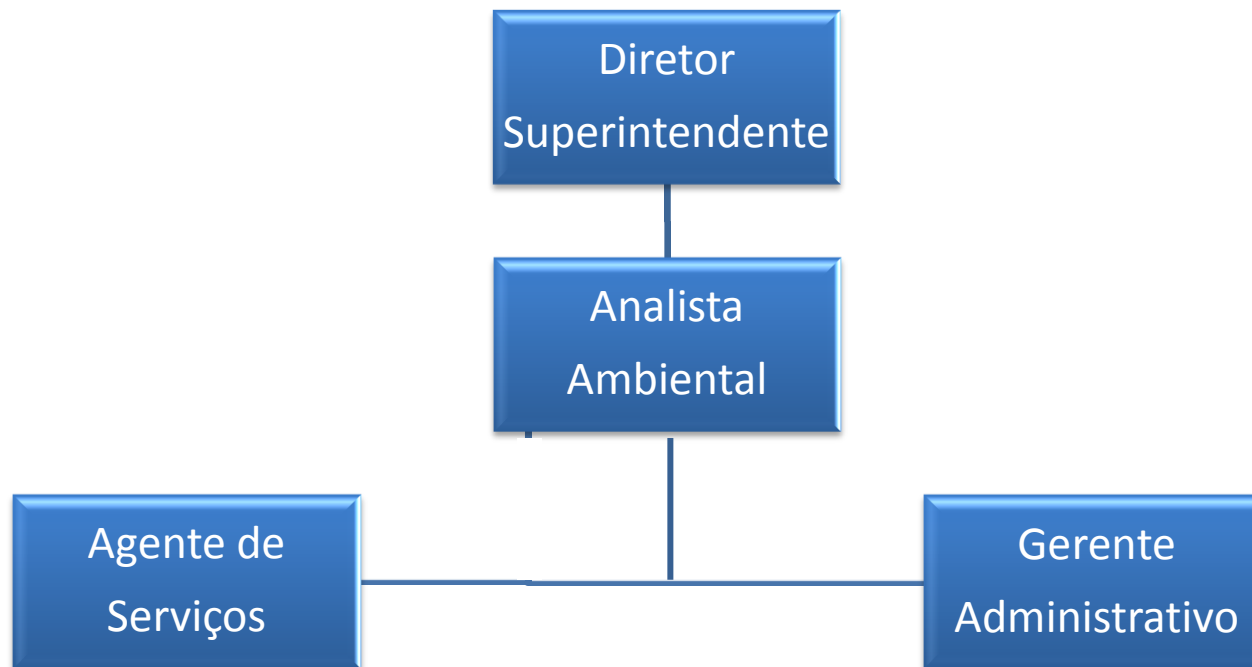 Diretor
Superintendente
Analista
Ambiental
Agente de
Serviços
Gerente
Administrativo